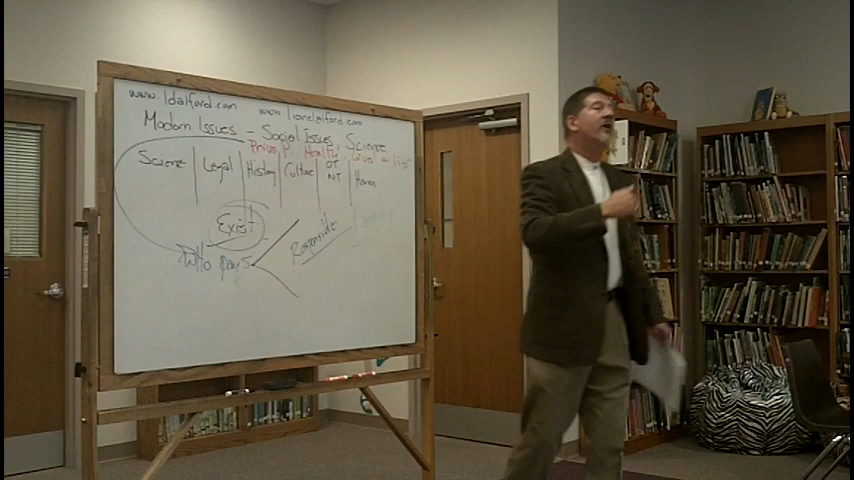 www.ldalford.com www.lionelalford.com
Modern Issues - Social Issues Science
Priv. P. Health
Science Legal History Culture OT Harm
NT
Exist
Who pays